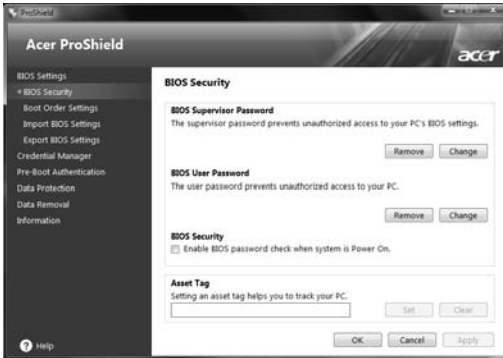 ProShield
Acer ProShield
acer
BIOS Settings
BIOS Security
Boot Order Settings
Import BIOS Settings
Export BIOS Settings
Credential Manager
Pre-Boot Authentication
Data Protection
Data Removal
Information
? Help
BIOS Security
BIOS Supervisor Password
The supervisor password prevents unauthorized access to your PC's BIOS settings.
Remove Change
BIOS User Password
The user password prevents unauthorized access to your PC.
Remove Change
BIOS Security
Enable BIOS password check when system is Power On.
Asset Tag
Setting an asset tag helps you to track your PC.
Set Clear
OK Cancel Apply